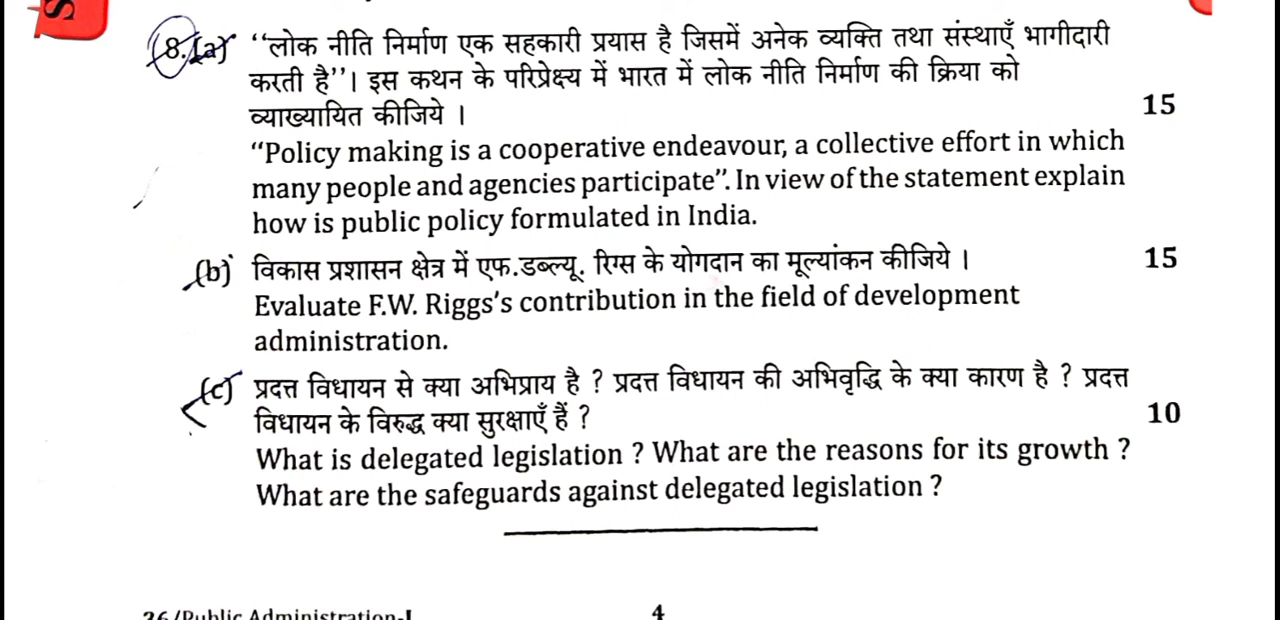 8.(a) “लोक नीति निर्माण एक सहकारी प्रयास है जिसमें अनेक व्यक्ति तथा संस्थाएँ भागीदारी
करती है”। इस कथन के परिप्रेक्ष्य में भारत में लोक नीति निर्माण की क्रिया को
व्याख्यायित कीजिये । 15
“Policy making is a cooperative endeavour, a collective effort in which
many people and agencies participate”. In view of the statement explain
how is public policy formulated in India.
(b) विकास प्रशासन क्षेत्र में एफ.डब्ल्यू. रिग्स के योगदान का मूल्यांकन कीजिये । 15
Evaluate F.W. Riggs’s contribution in the field of development
administration.
(c) प्रदत्त विधायन से क्या अभिप्राय है ? प्रदत्त विधायन की अभिवृद्धि के क्या कारण है ? प्रदत्त
विधायन के विरुद्ध क्या सुरक्षाएँ हैं ? 10
What is delegated legislation ? What are the reasons for its growth ?
What are the safeguards against delegated legislation ?
26/Public Administration-I 4